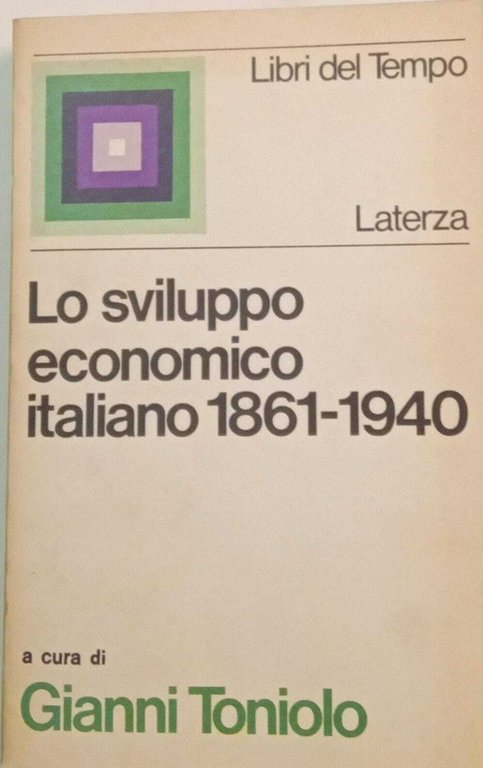 Libri del Tempo
Laterza
Lo sviluppo
economico
italiano 1861-1940
a cura di
Gianni Toniolo